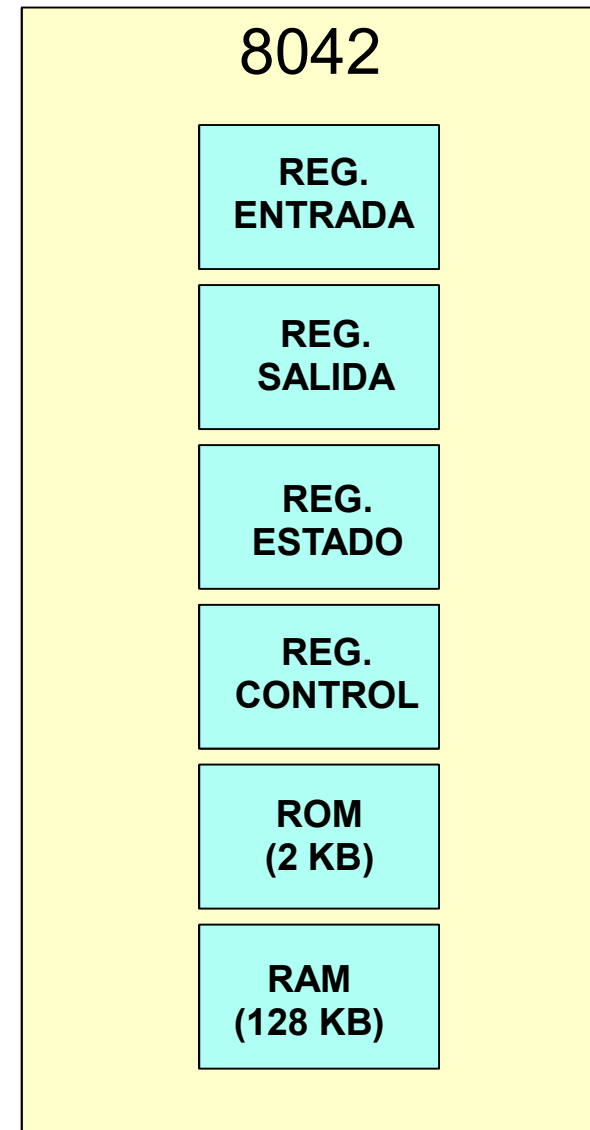 8042
REG.
ENTRADA
REG.
SALIDA
REG.
ESTADO
REG.
CONTROL
ROM
(2 KB)
RAM
(128 KB)